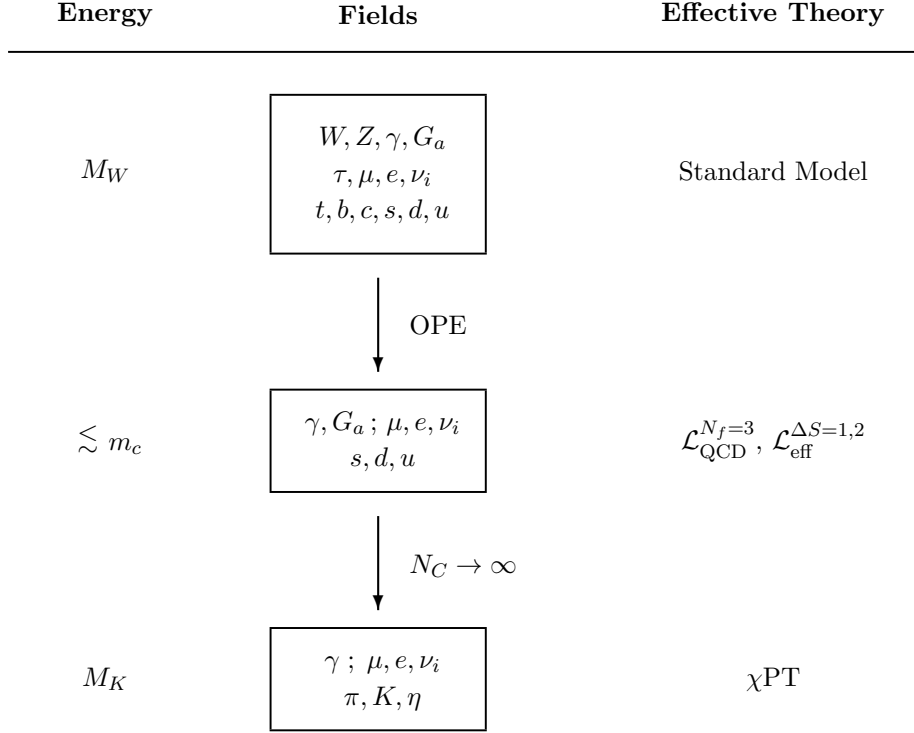 Energy Fields Effective Theory
W, Z, γ, G_a
M_W τ, μ, e, ν_i Standard Model
t, b, c, s, d, u
OPE
γ, G_a ; μ, e, ν_i
≲ m_c s, d, u ℒ_QCD^{N_f=3}, ℒ_eff^{ΔS=1,2}
N_C → ∞
γ ; μ, e, ν_i
M_K π, K, η χPT